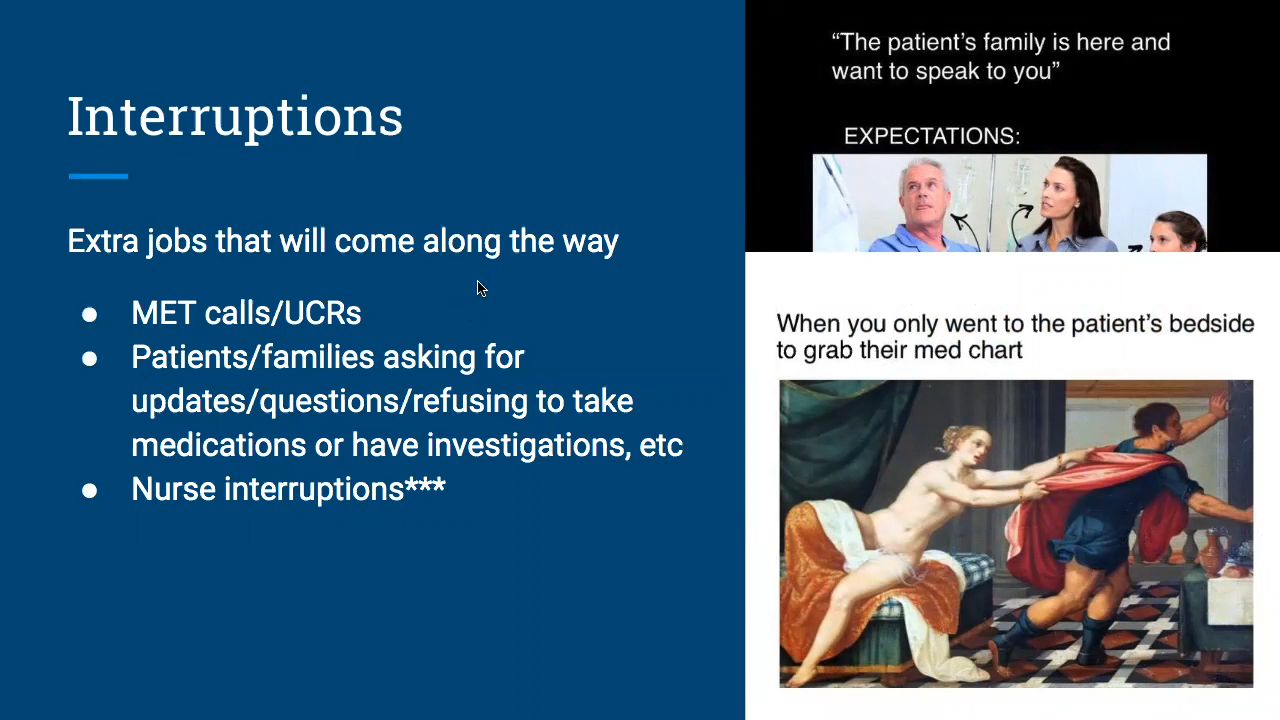 Interruptions
Extra jobs that will come along the way
● MET calls/UCRs
● Patients/families asking for
updates/questions/refusing to take
medications or have investigations, etc
● Nurse interruptions***
“The patient’s family is here and
want to speak to you”
EXPECTATIONS:
When you only went to the patient’s bedside
to grab their med chart